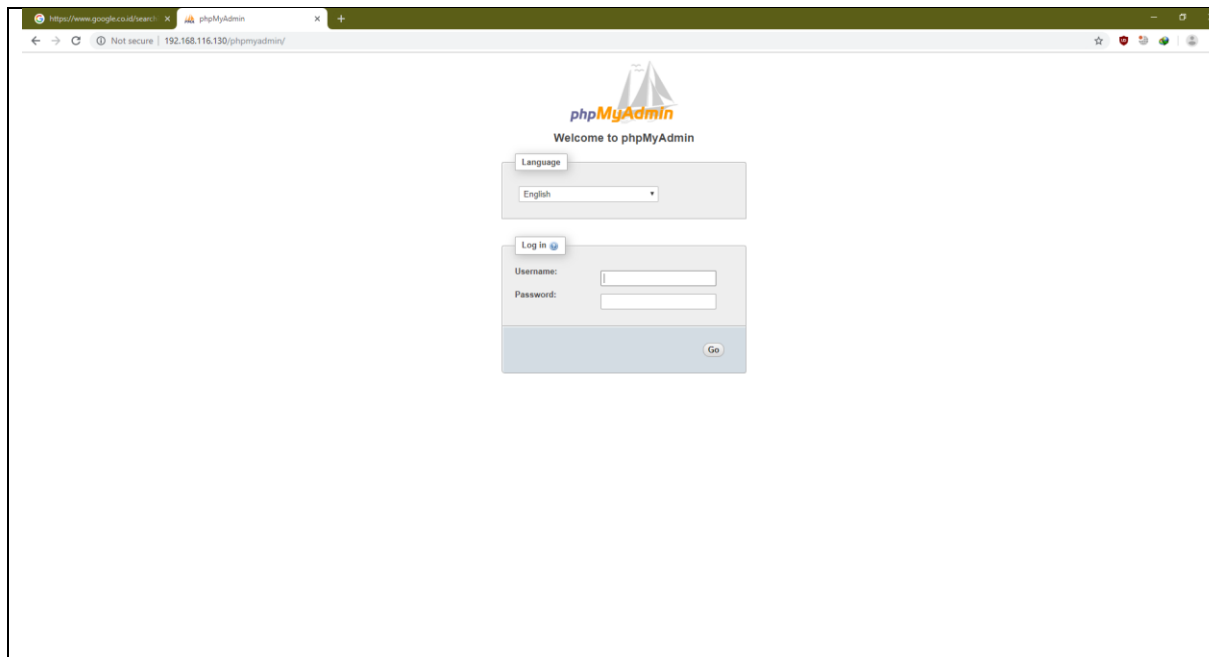 https://www.google.co.id/search
phpMyAdmin
Not secure | 192.168.116.130/phpmyadmin/
phpMyAdmin
Welcome to phpMyAdmin
Language
English
Log in
Username:
Password:
Go